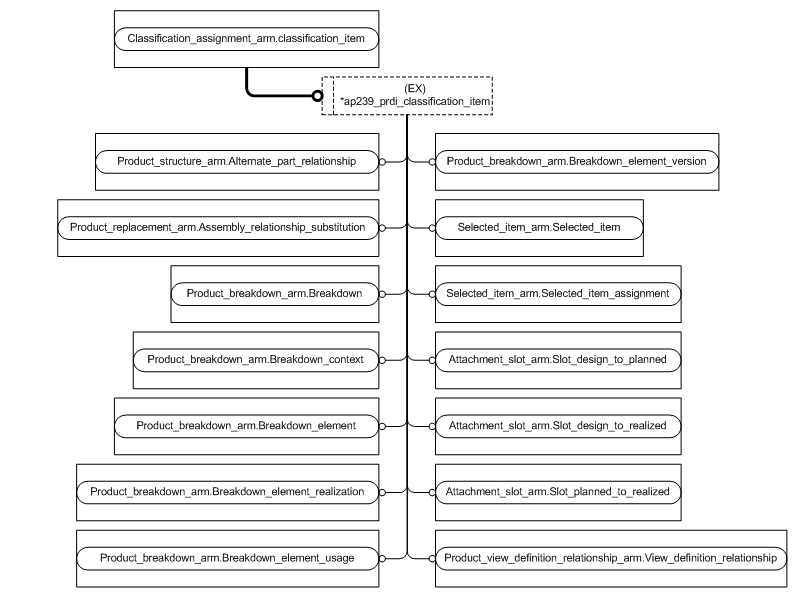 Classification_assignment_arm.classification_item
(EX)
*ap239_prdi_classification_item
Product_structure_arm.Alternate_part_relationship
Product_breakdown_arm.Breakdown_element_version
Product_replacement_arm.Assembly_relationship_substitution
Selected_item_arm.Selected_item
Product_breakdown_arm.Breakdown
Selected_item_arm.Selected_item_assignment
Product_breakdown_arm.Breakdown_context
Attachment_slot_arm.Slot_design_to_planned
Product_breakdown_arm.Breakdown_element
Attachment_slot_arm.Slot_design_to_realized
Product_breakdown_arm.Breakdown_element_realization
Attachment_slot_arm.Slot_planned_to_realized
Product_breakdown_arm.Breakdown_element_usage
Product_view_definition_relationship_arm.View_definition_relationship